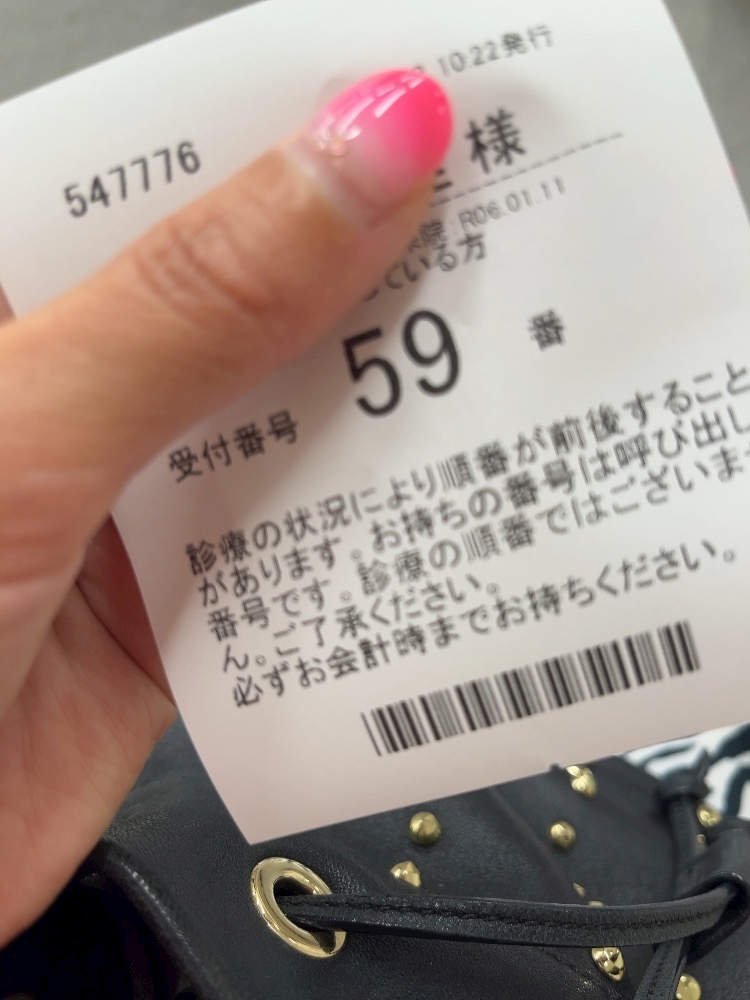 10:22発行
547776
様
院:R06.01.11
ている方
受付番号 59 番
診療の状況により順番が前後すること
があります。お持ちの番号は呼び出し
番号です。診療の順番ではございませ
ん。ご了承ください。
必ずお会計時までお持ちください。